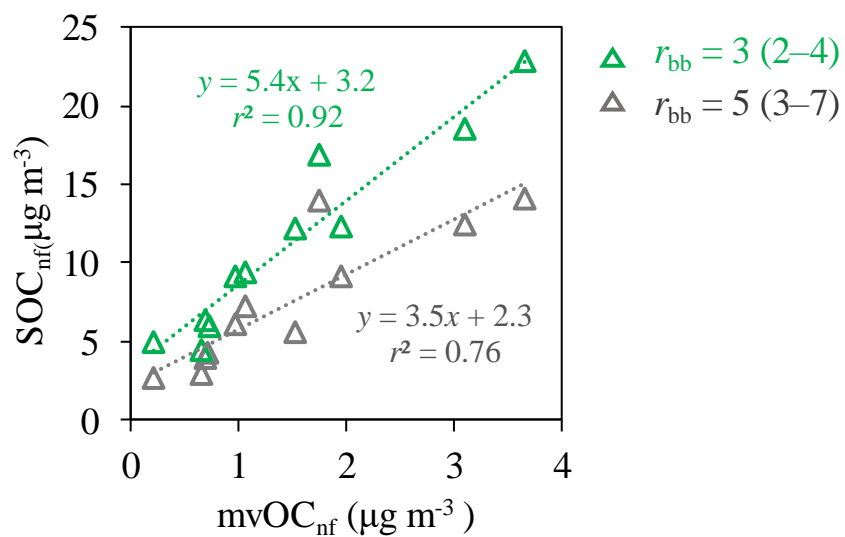 25
20
15
10
5
0
0 1 2 3 4
SOCnf(µg m-3)
mvOCnf (µg m-3 )
y = 5.4x + 3.2
r² = 0.92
y = 3.5x + 2.3
r² = 0.76
rbb = 3 (2–4)
rbb = 5 (3–7)